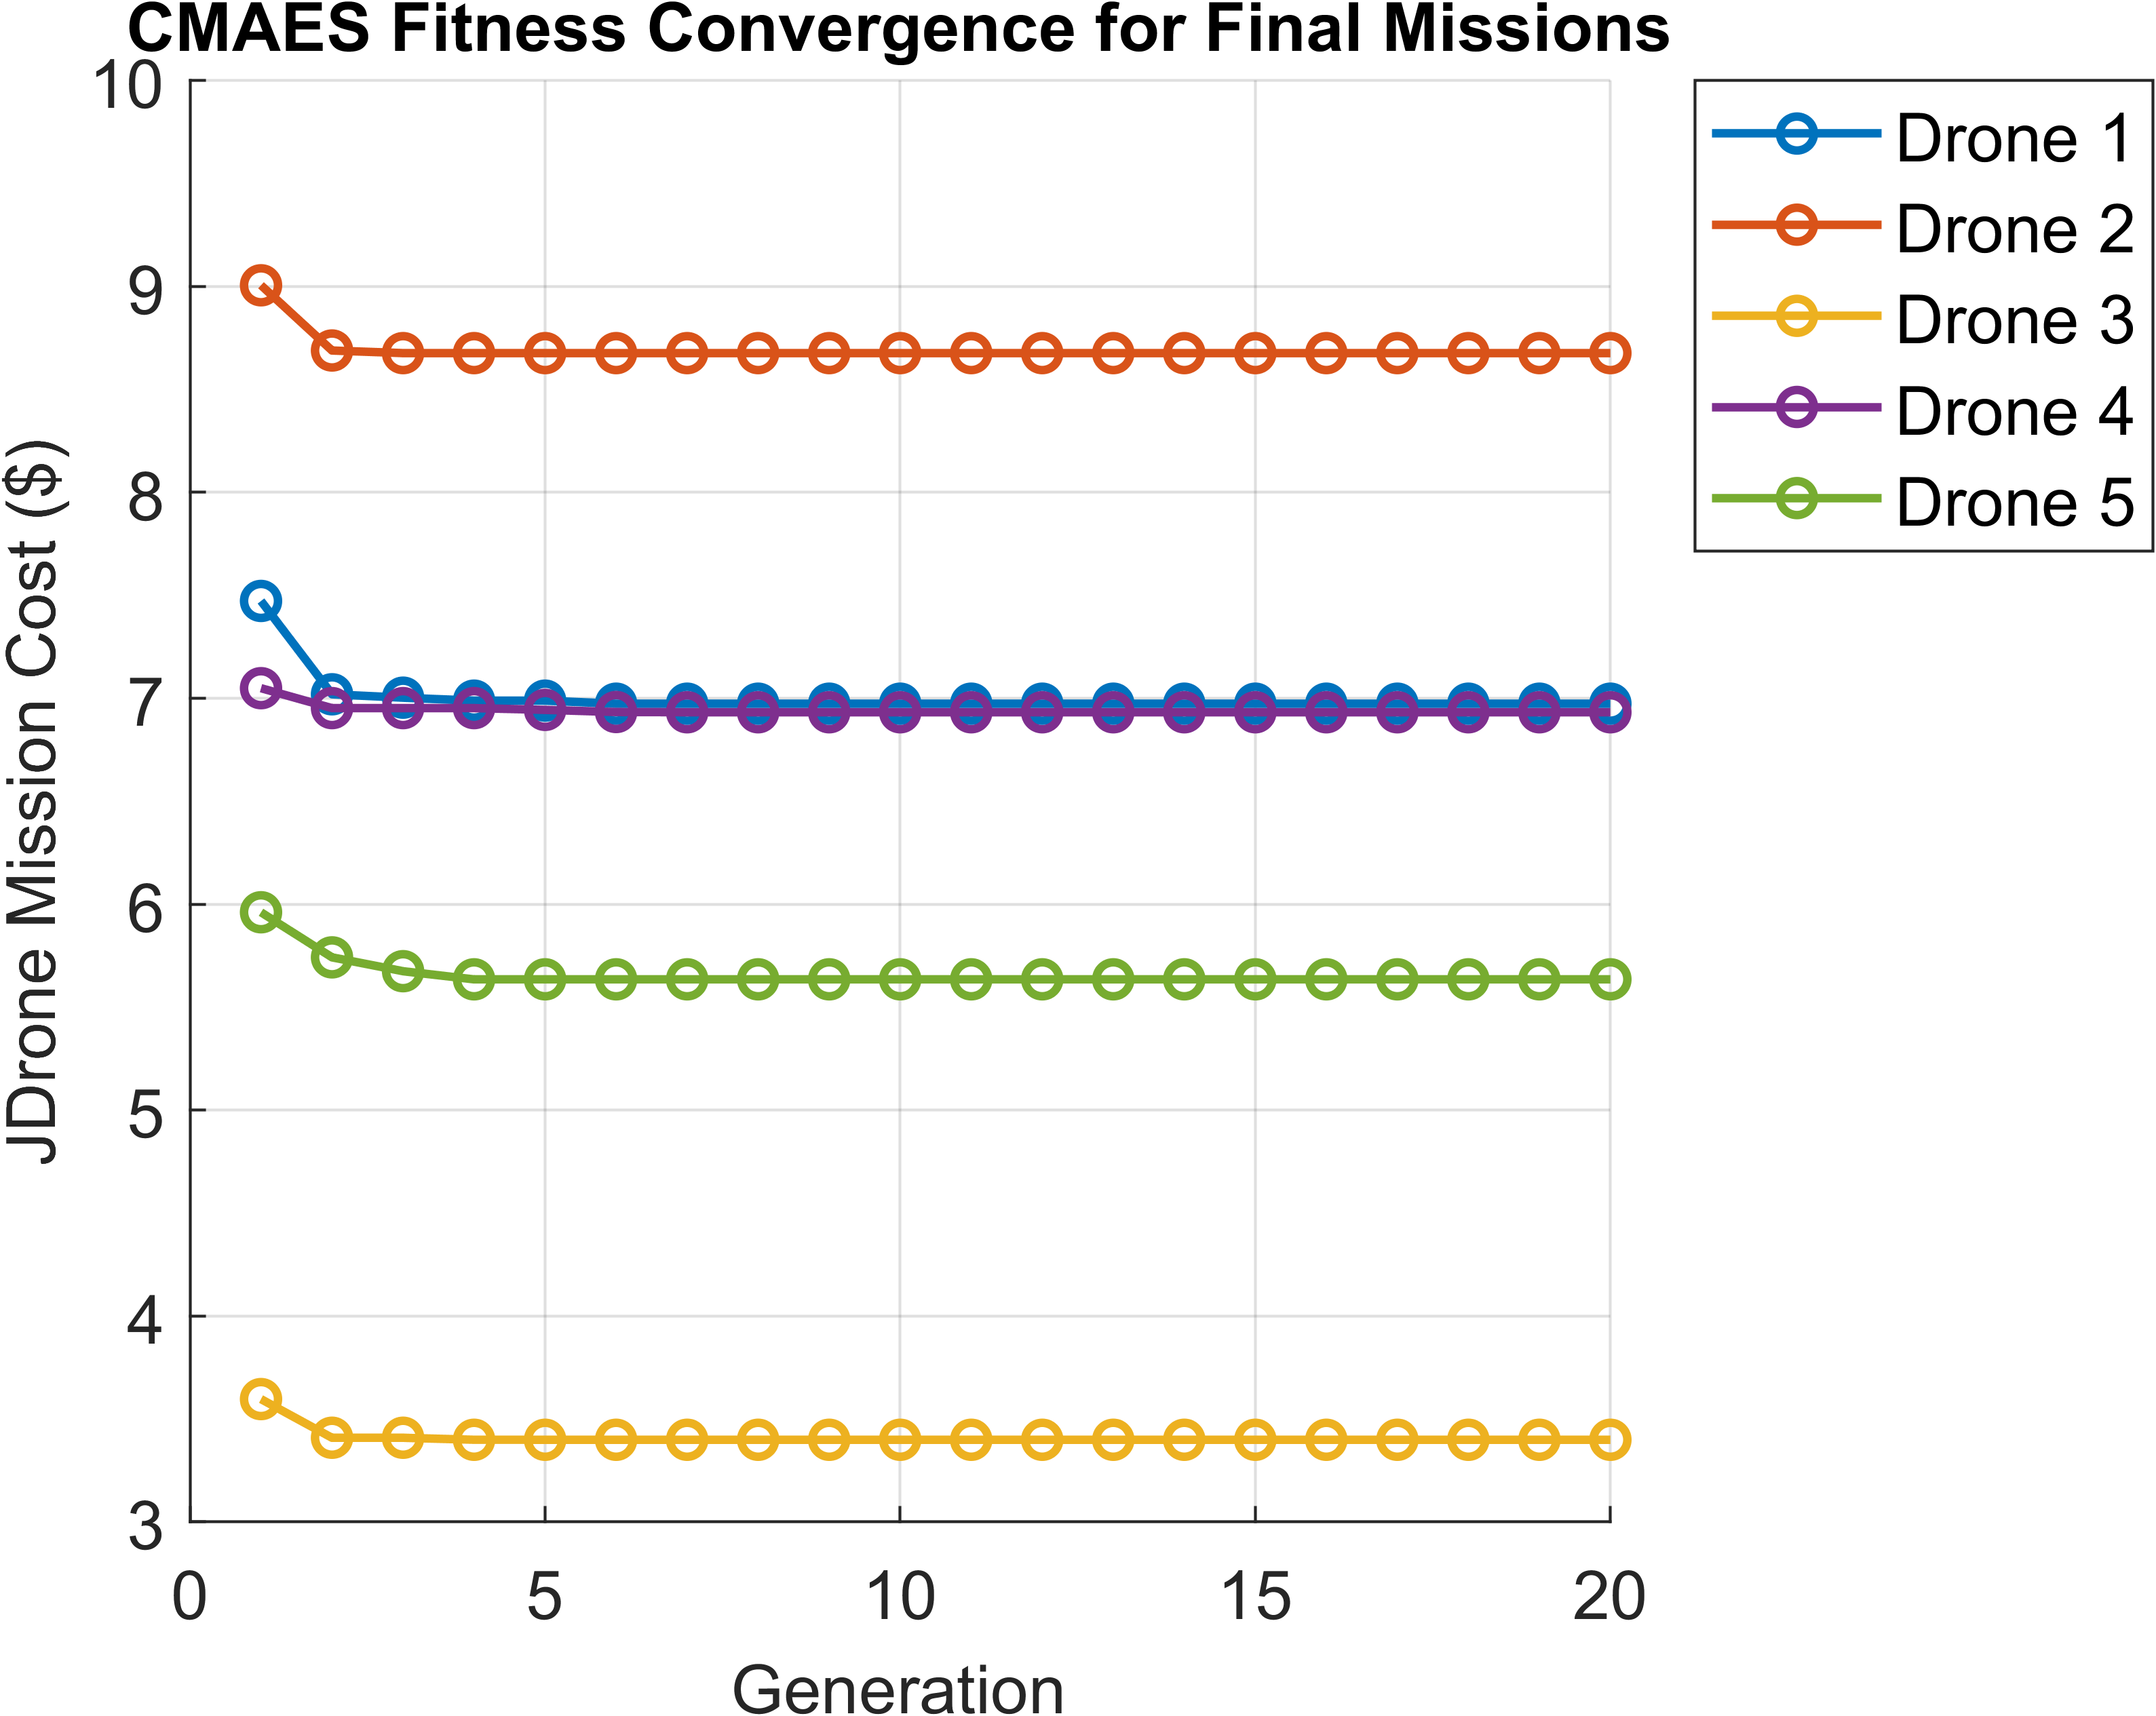 CMAES Fitness Convergence for Final Missions
10
9
8
7
6
5
4
3
JDrone Mission Cost ($)
0 5 10 15 20
Generation
Drone 1
Drone 2
Drone 3
Drone 4
Drone 5